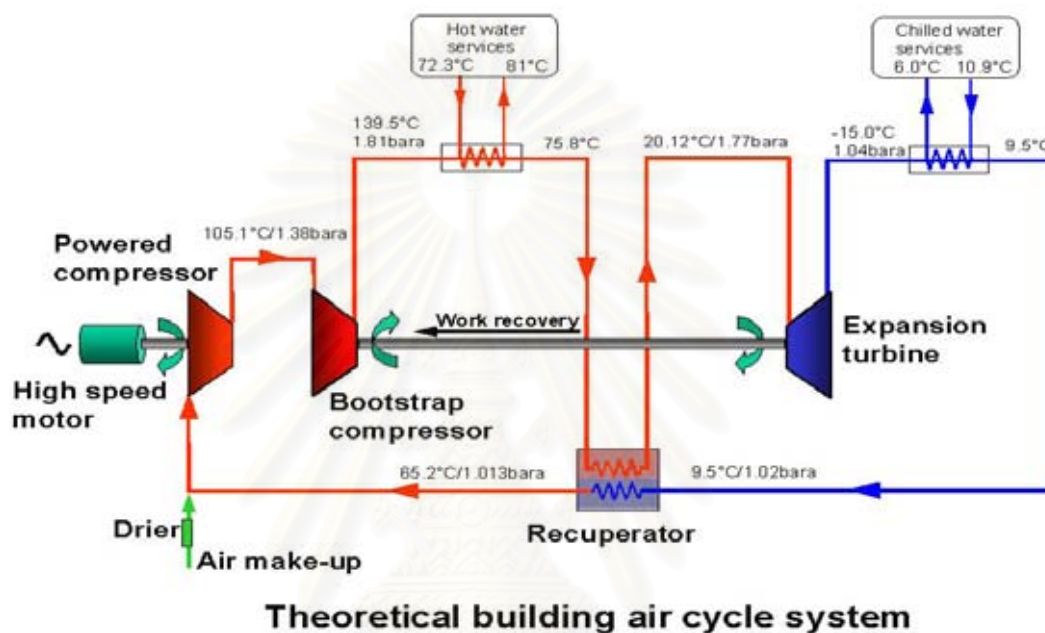 Hot water
services
72.3°C 81°C
Chilled water
services
6.0°C 10.9°C
139.5°C
1.81bara
75.8°C
20.12°C/1.77bara
-15.0°C
1.04bara
9.5°C
105.1°C/1.38bara
Powered
compressor
Work recovery
High speed
motor
Bootstrap
compressor
Expansion
turbine
65.2°C/1.013bara
9.5°C/1.02bara
Recuperator
Drier
Air make-up
Theoretical building air cycle system